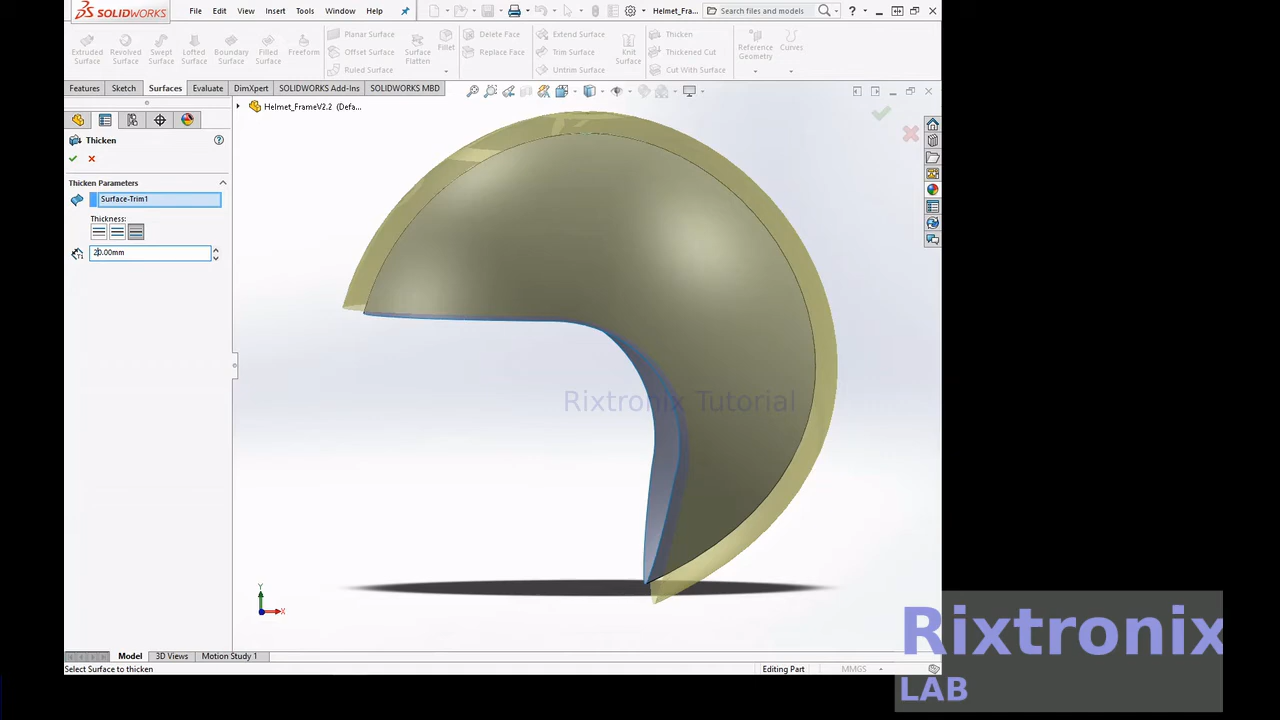 SOLIDWORKS File Edit View Insert Tools Window Help Helmet_Fra... Search files and models ?
Extruded Surface
Revolved Surface
Swept Surface
Lofted Surface
Boundary Surface
Filled Surface
Freeform
Planar Surface
Offset Surface
Ruled Surface
Surface Flatten
Fillet
Delete Face
Replace Face
Extend Surface
Trim Surface
Untrim Surface
Knit Surface
Thicken
Thickened Cut
Cut With Surface
Reference Geometry
Curves
Features Sketch Surfaces Evaluate DimXpert SOLIDWORKS Add-Ins SOLIDWORKS MBD
Helmet_FrameV2.2 (Defa...
Thicken
Thicken Parameters
Surface-Trim1
Thickness:
20.00mm
Rixtronix Tutorial
Y
X
Model 3D Views Motion Study 1
Select Surface to thicken Editing Part MMGS
Rixtronix
LAB